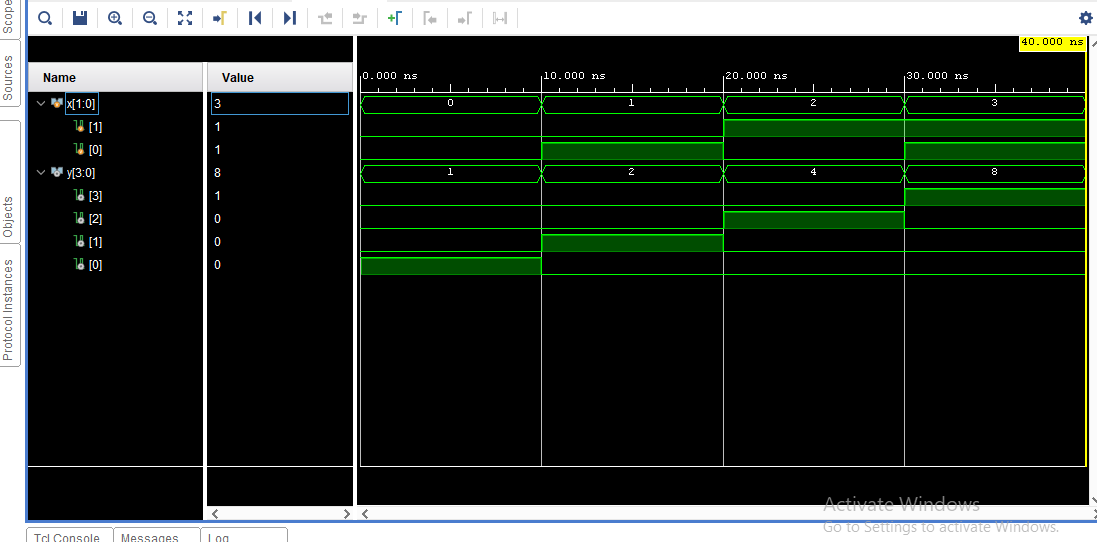 Scope
Sources
Objects
Protocol Instances
40.000 ns
Name Value
0.000 ns 10.000 ns 20.000 ns 30.000 ns
x[1:0] 3 0 1 2 3
[1] 1
[0] 1
y[3:0] 8 1 2 4 8
[3] 1
[2] 0
[1] 0
[0] 0
Activate Windows
Go to Settings to activate Windows.
Tcl Console Messages Log